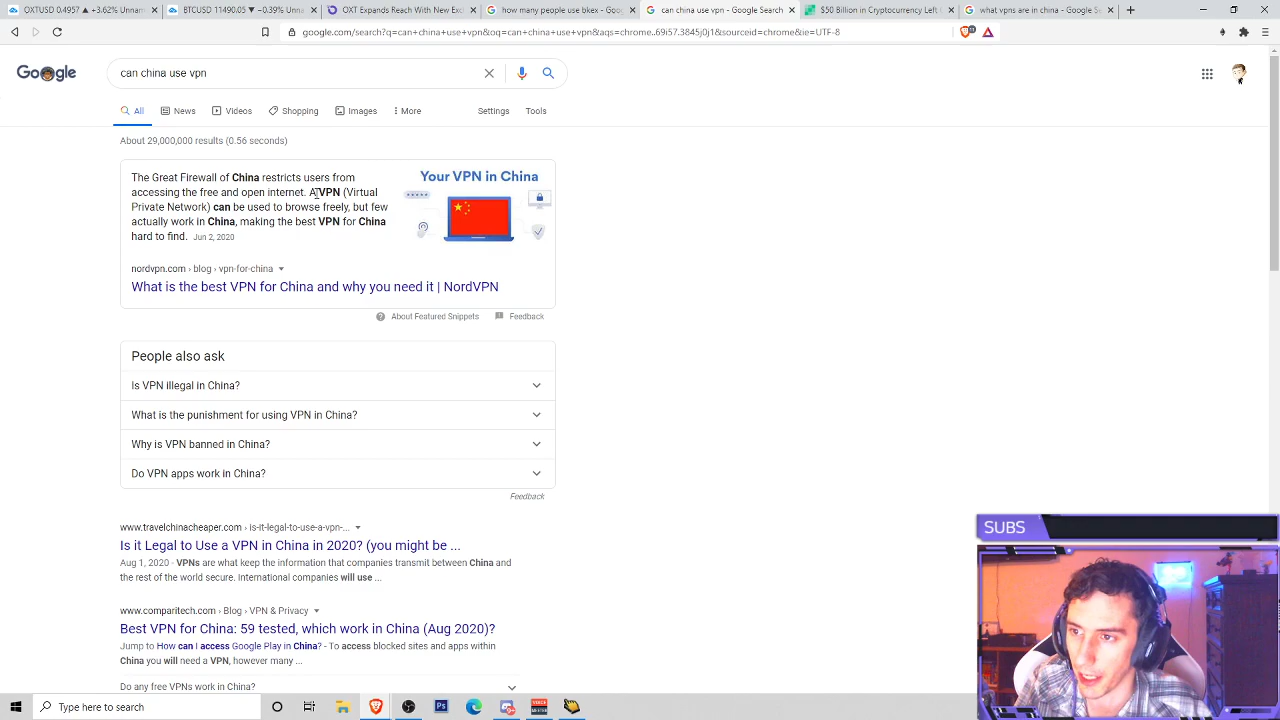 OXTUSD 0.4957 ▲ +3.62% Unnamed
BTCUSD 11490.05 ▼ −0.39% Unnam
OXT Expands Reach With New Exc
how many people use bkex - Goog
can china use vpn - Google Search
$50 Billion in Cryptocurrency Left E
what vpns are in china - Google Se
google.com/search?q=can+china+use+vpn&oq=can+china+use+vpn&aqs=chrome..69i57.3845j0j1&sourceid=chrome&ie=UTF-8
Google
can china use vpn
All
News
Videos
Shopping
Images
More
Settings
Tools
About 29,000,000 results (0.56 seconds)
The Great Firewall of China restricts users from
accessing the free and open internet. A VPN (Virtual
Private Network) can be used to browse freely, but few
actually work in China, making the best VPN for China
hard to find. Jun 2, 2020
Your VPN in China
nordvpn.com › blog › vpn-for-china
What is the best VPN for China and why you need it | NordVPN
About Featured Snippets
Feedback
People also ask
Is VPN illegal in China?
What is the punishment for using VPN in China?
Why is VPN banned in China?
Do VPN apps work in China?
Feedback
www.travelchinacheaper.com › is-it-legal-to-use-a-vpn-...
Is it Legal to Use a VPN in China in 2020? (you might be ...
Aug 1, 2020 - VPNs are what keep the information that companies transmit between China and
the rest of the world secure. International companies will use ...
www.comparitech.com › Blog › VPN & Privacy
Best VPN for China: 59 tested, which work in China (Aug 2020)?
Jump to How can I access Google Play in China? - To access blocked sites and apps within
China you will need a VPN, however many ...
Do any free VPNs work in China?
SUBS
Type here to search